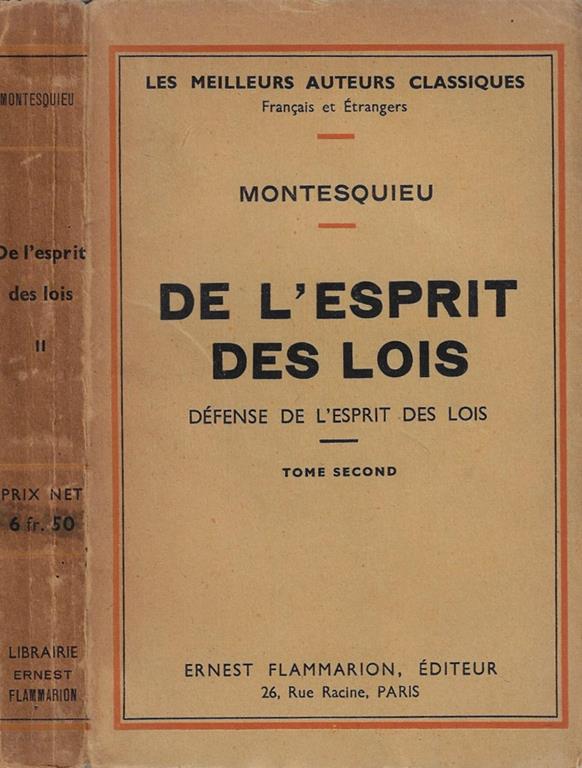 MONTESQUIEU
De l'esprit
des lois
II
PRIX NET
6 fr. 50
LIBRAIRIE
ERNEST
FLAMMARION
LES MEILLEURS AUTEURS CLASSIQUES
Français et Étrangers
MONTESQUIEU
DE L'ESPRIT
DES LOIS
DÉFENSE DE L'ESPRIT DES LOIS
TOME SECOND
ERNEST FLAMMARION, ÉDITEUR
26, Rue Racine, PARIS